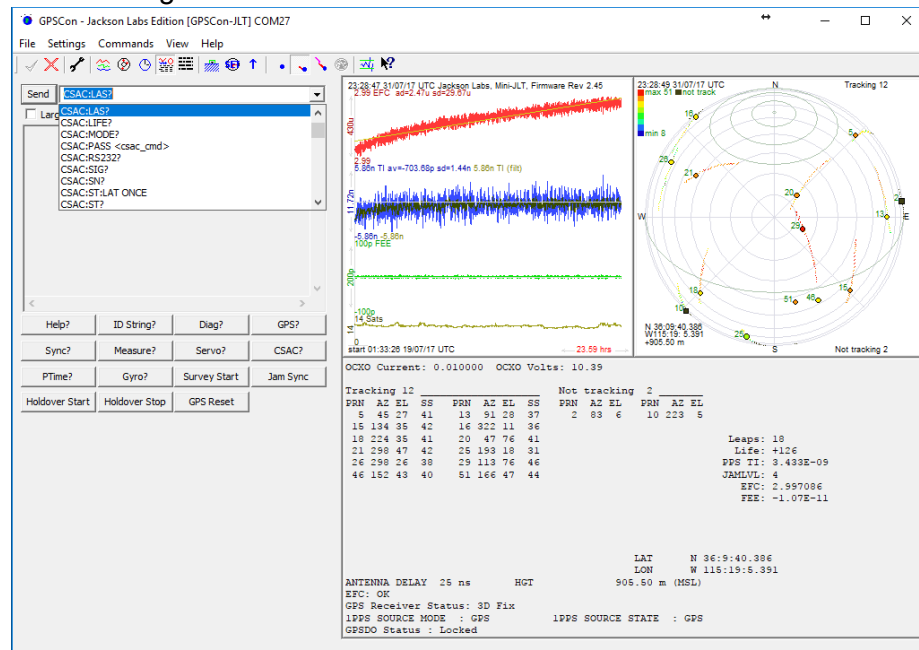 GPSCon - Jackson Labs Edition [GPSCon-JLT] COM27
File Settings Commands View Help
Send CSAC:LAS?
CSAC:LAS?
CSAC:LIFE?
CSAC:MODE?
CSAC:PASS <csac_cmd>
CSAC:RS232?
CSAC:SIG?
CSAC:SN?
CSAC:ST:LAT ONCE
CSAC:ST?
Help? ID String? Diag? GPS?
Sync? Measure? Servo? CSAC?
PTime? Gyro? Survey Start Jam Sync
Holdover Start Holdover Stop GPS Reset
23:28:47 31/07/17 UTC Jackson Labs, Mini-JLT, Firmware Rev 2.45
2.99 EFC ad=2.47u sd=29.67u
430u
2.99
5.86n TI av=-703.68p sd=1.44n 5.86n TI (filt)
11.72n
-5.86n -5.86n
100p FEE
200p
-100p
14 Sats
14
0
start 01:33:26 19/07/17 UTC 23.59 hrs
23:28:49 31/07/17 UTC N Tracking 12
max 51 not track
min 8
16
5
26
21
20
2
W
13
E
29
18
15
51 46
10
25
N 36:09:40.386
W115:19: 5.391
+905.50 m
S Not tracking 2
OCXO Current: 0.010000 OCXO Volts: 10.39
Tracking 12 Not tracking 2
PRN AZ EL SS PRN AZ EL SS PRN AZ EL PRN AZ EL
5 45 27 41 13 91 28 37 2 83 6 10 223 5
15 134 35 42 16 322 11 36
18 224 35 41 20 47 76 41 Leaps: 18
21 298 47 42 25 193 18 31 Life: +126
26 298 26 38 29 113 76 46 PPS TI: 3.433E-09
46 152 43 40 51 166 47 44 JAMLVL: 4
EFC: 2.997086
FEE: -1.07E-11
LAT N 36:9:40.386
LON W 115:19:5.391
ANTENNA DELAY 25 ns HGT 905.50 m (MSL)
EFC: OK
GPS Receiver Status: 3D Fix
1PPS SOURCE MODE : GPS 1PPS SOURCE STATE : GPS
GPSDO Status : Locked